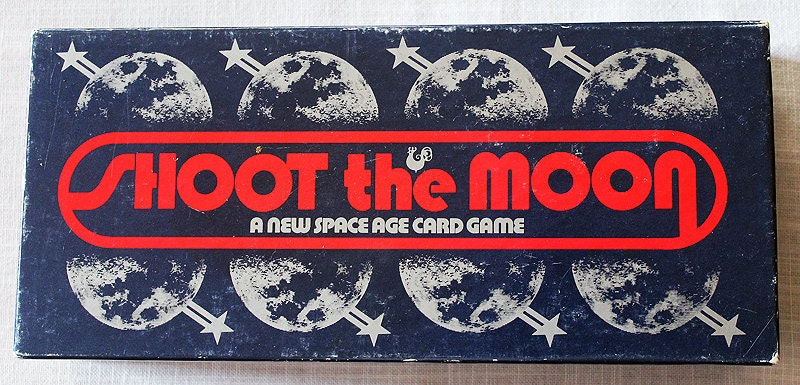 SHOOT the MOON
A NEW SPACE AGE CARD GAME